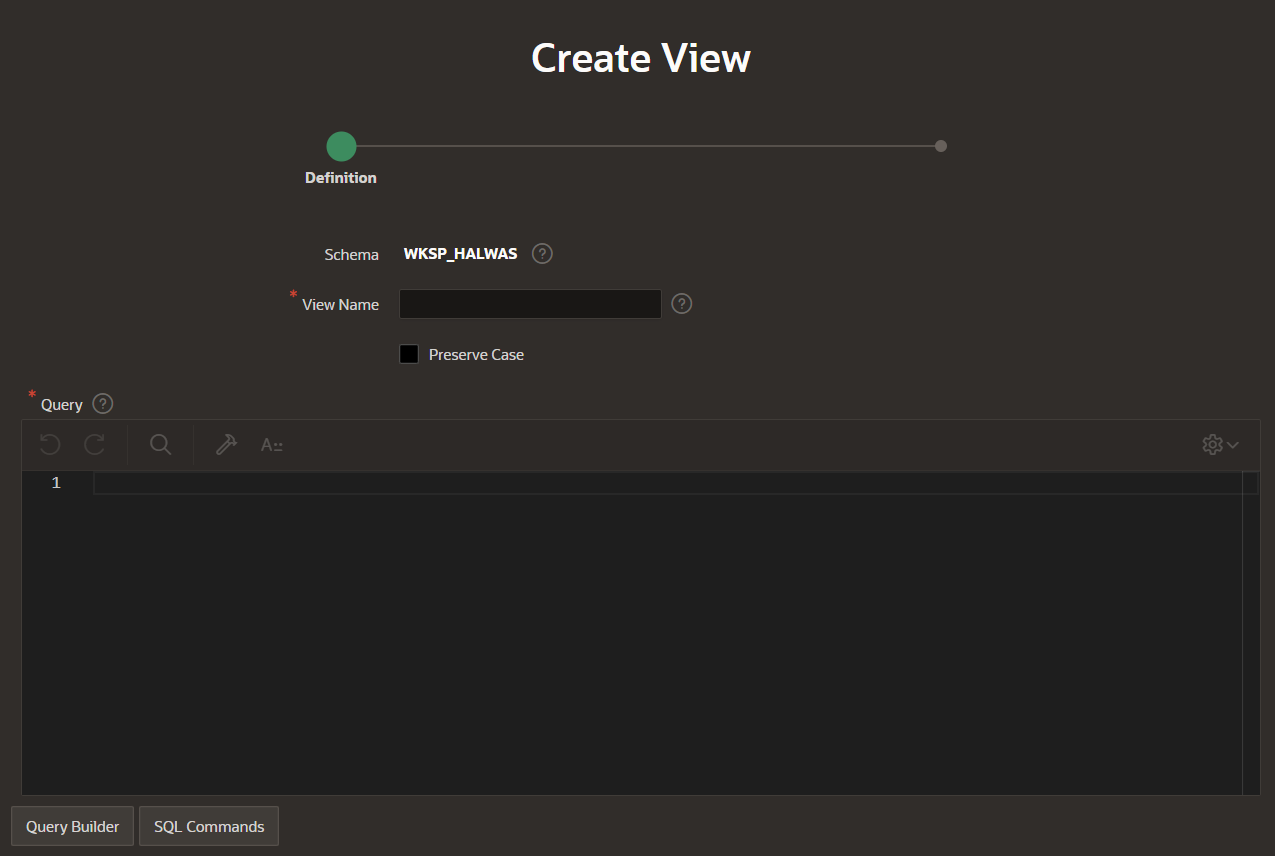 Create View
Definition
Schema WKSP_HALWAS ?
* View Name ?
Preserve Case
* Query ?
A::
1
Query Builder SQL Commands